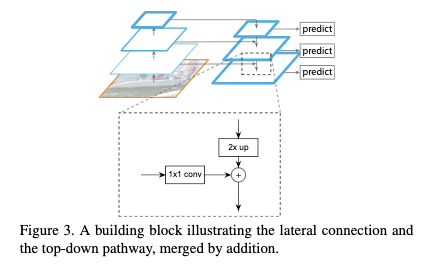 predict
predict
predict
2x up
1x1 conv
+
Figure 3. A building block illustrating the lateral connection and
the top-down pathway, merged by addition.